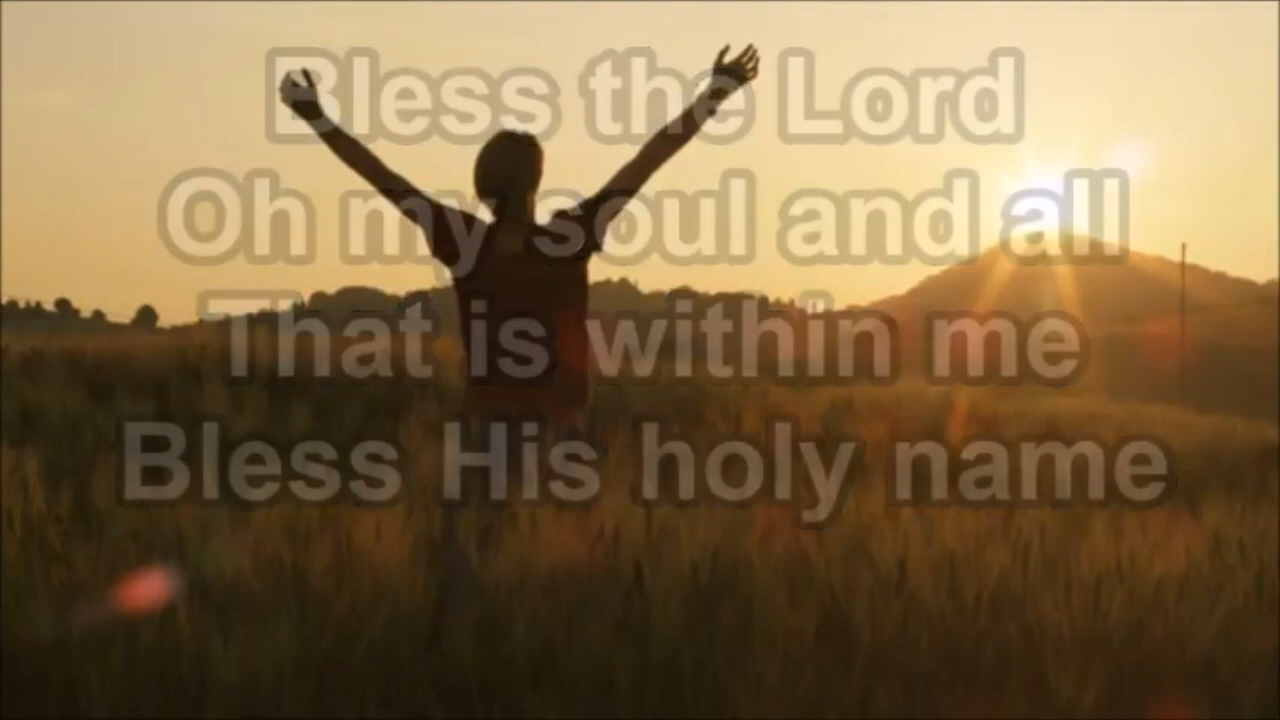 Bless the Lord
Oh my soul and all
That is within me
Bless His holy name